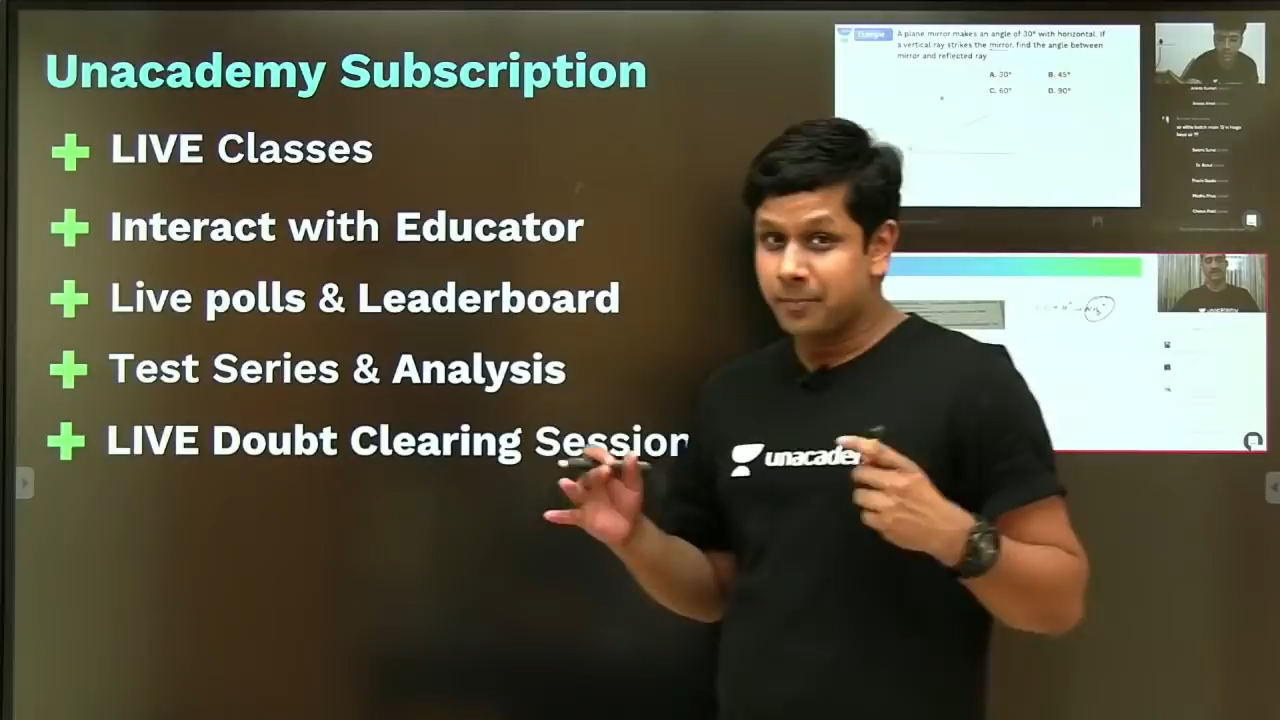 Unacademy Subscription
LIVE Classes
Interact with Educator
Live polls & Leaderboard
Test Series & Analysis
LIVE Doubt Clearing Session
Example
A plane mirror makes an angle of 30° with horizontal. If
a vertical ray strikes the mirror, find the angle between
mirror and reflected ray
A. 30° B. 45°
C. 60° D. 90°
unacadem